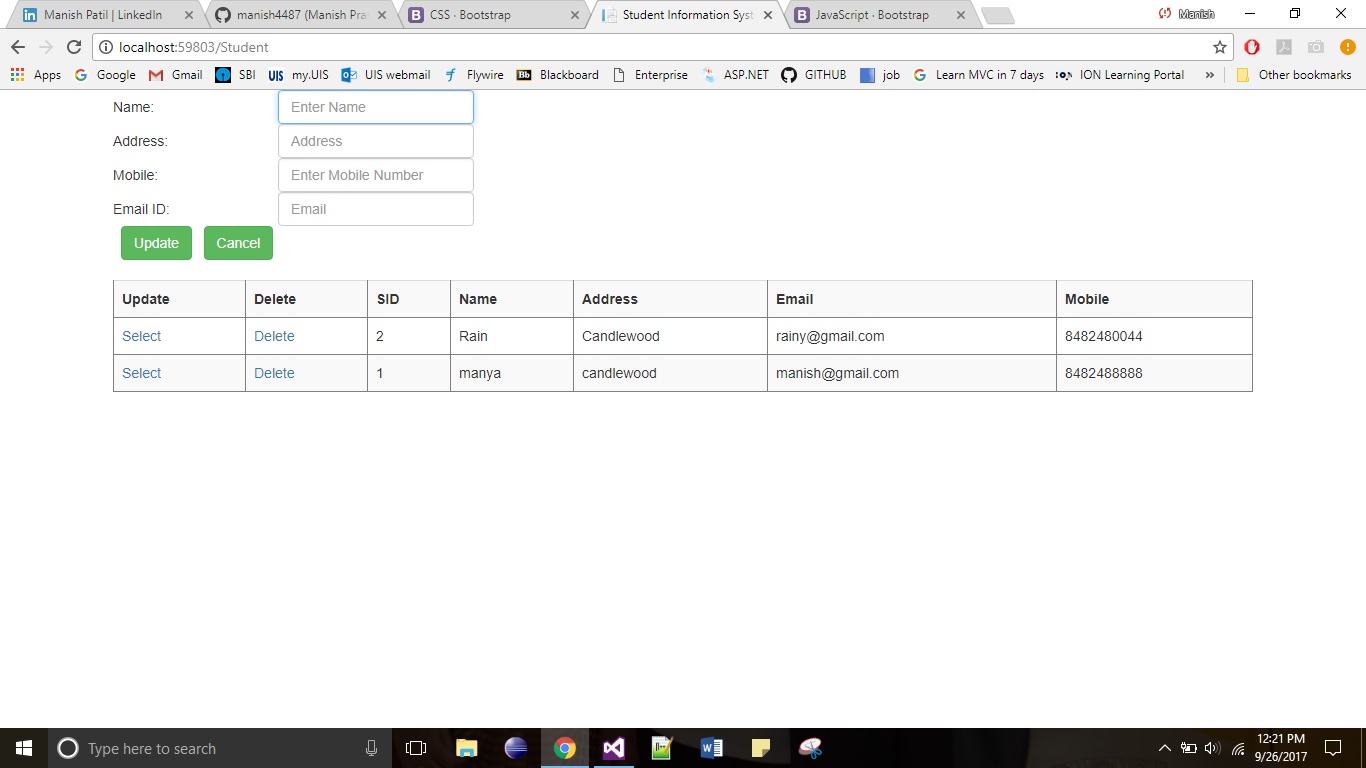 Manish Patil | LinkedIn
manish4487 (Manish Pra
CSS · Bootstrap
Student Information Syst
JavaScript · Bootstrap
Manish
localhost:59803/Student
Apps Google Gmail SBI my.UIS UIS webmail Flywire Blackboard Enterprise ASP.NET GITHUB job Learn MVC in 7 days ION Learning Portal » Other bookmarks
Name: Enter Name
Address: Address
Mobile: Enter Mobile Number
Email ID: Email
Update Cancel
Update Delete SID Name Address Email Mobile
Select Delete 2 Rain Candlewood rainy@gmail.com 8482480044
Select Delete 1 manya candlewood manish@gmail.com 8482488888
Type here to search
12:21 PM
9/26/2017